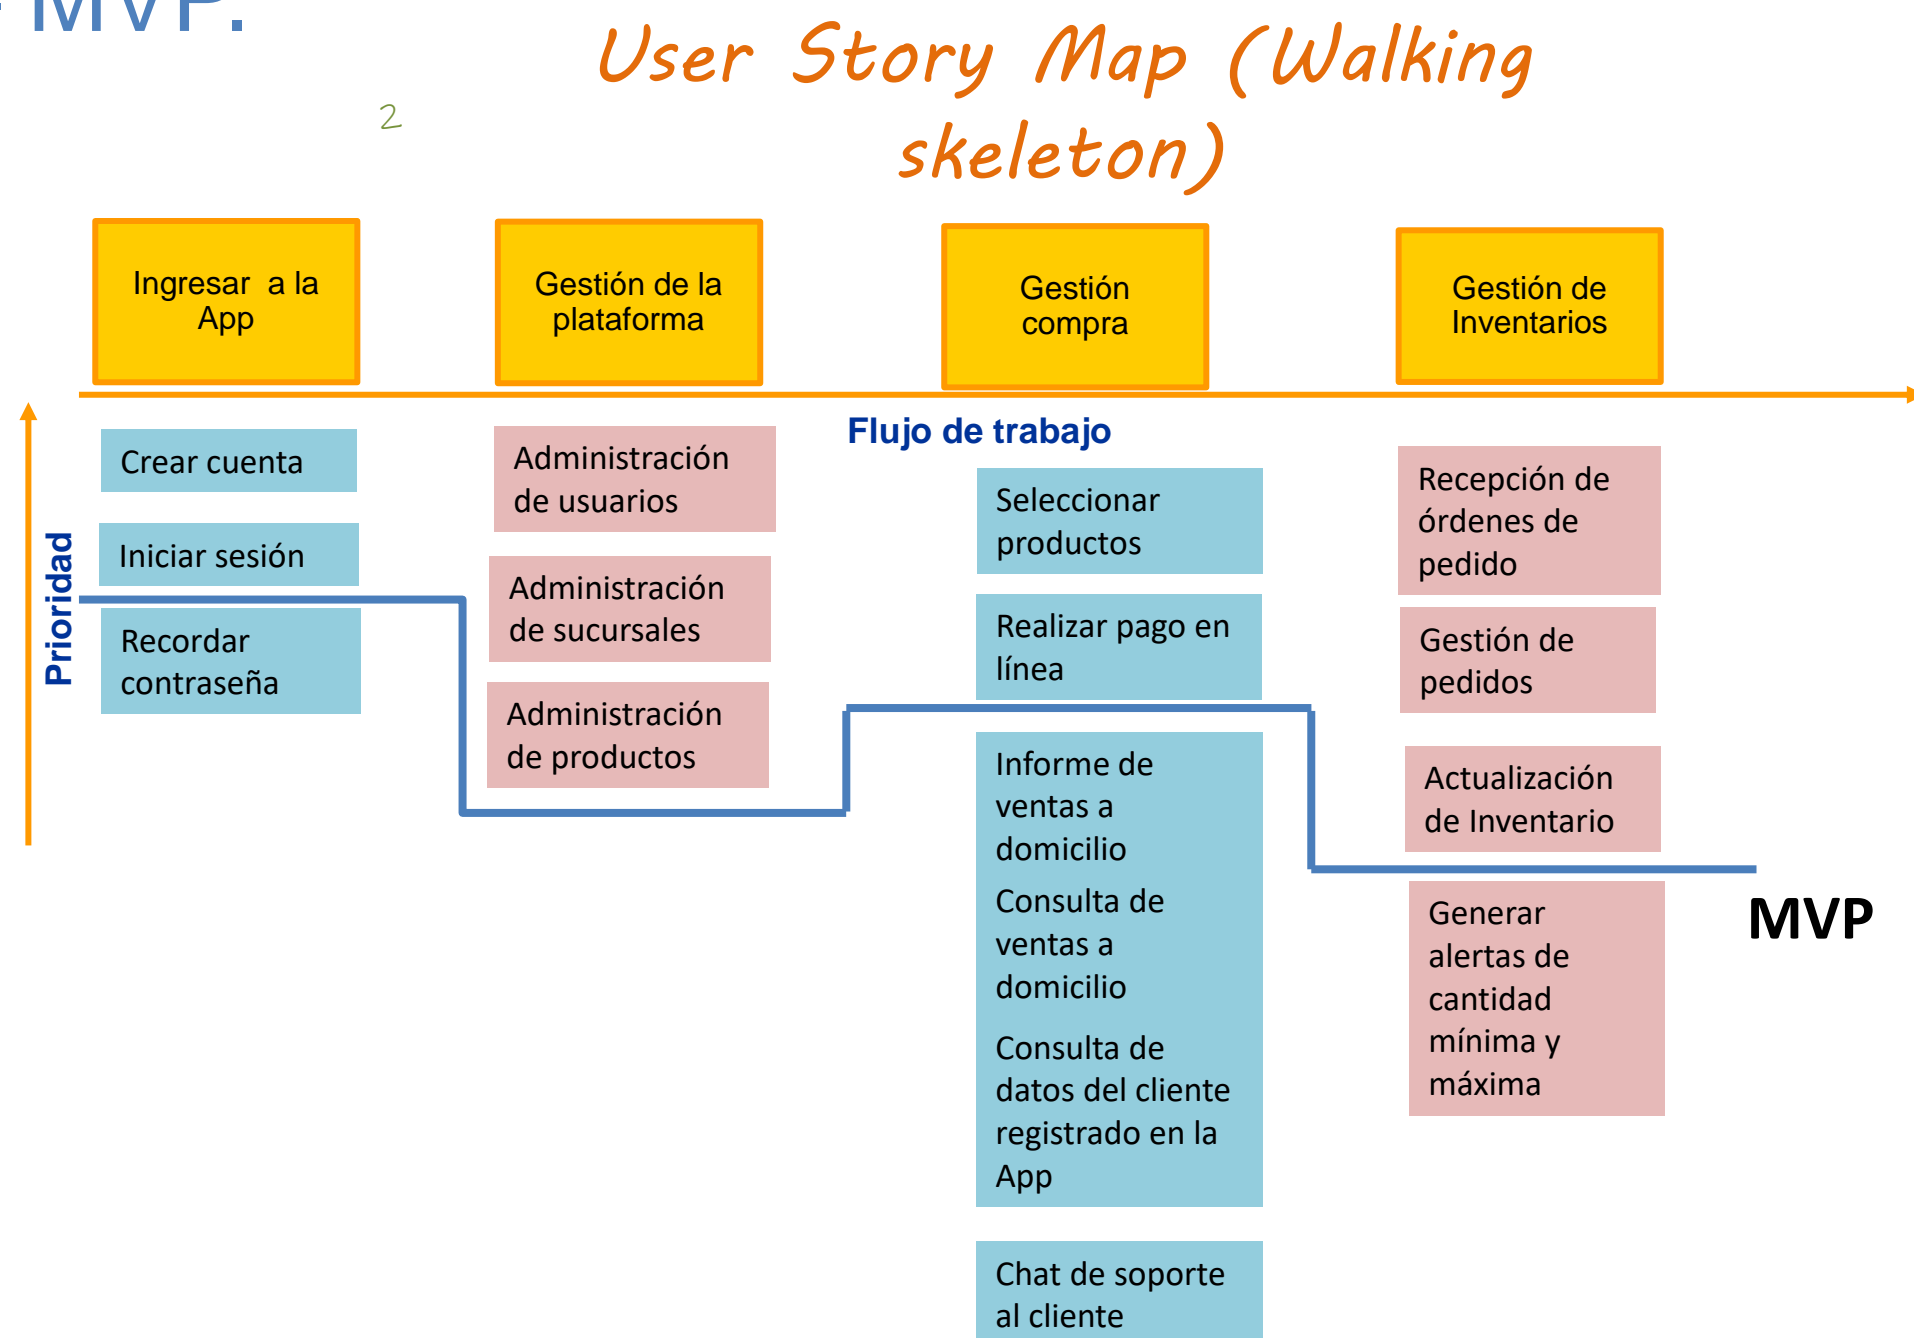 MVP.
User Story Map (Walking
skeleton)
2
Ingresar a la
App
Gestión de la
plataforma
Gestión
compra
Gestión de
Inventarios
Flujo de trabajo
Prioridad
Crear cuenta
Iniciar sesión
Recordar
contraseña
Administración
de usuarios
Administración
de sucursales
Administración
de productos
Seleccionar
productos
Realizar pago en
línea
Informe de
ventas a
domicilio
Consulta de
ventas a
domicilio
Consulta de
datos del cliente
registrado en la
App
Chat de soporte
al cliente
Recepción de
órdenes de
pedido
Gestión de
pedidos
Actualización
de Inventario
Generar
alertas de
cantidad
mínima y
máxima
MVP